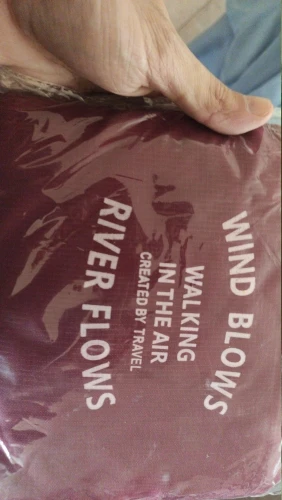 WIND BLOWS
WALKING
IN THE AIR
CREATED BY TRAVEL
RIVER FLOWS